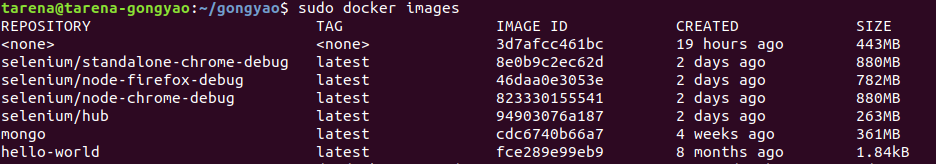 tarena@tarena-gongyao:~/gongyao$ sudo docker images
REPOSITORY TAG IMAGE ID CREATED SIZE
<none> <none> 3d7afcc461bc 19 hours ago 443MB
selenium/standalone-chrome-debug latest 8e0b9c2ec62d 2 days ago 880MB
selenium/node-firefox-debug latest 46daa0e3053e 2 days ago 782MB
selenium/node-chrome-debug latest 823330155541 2 days ago 880MB
selenium/hub latest 94903076a187 2 days ago 263MB
mongo latest cdc6740b66a7 4 weeks ago 361MB
hello-world latest fce289e99eb9 8 months ago 1.84kB